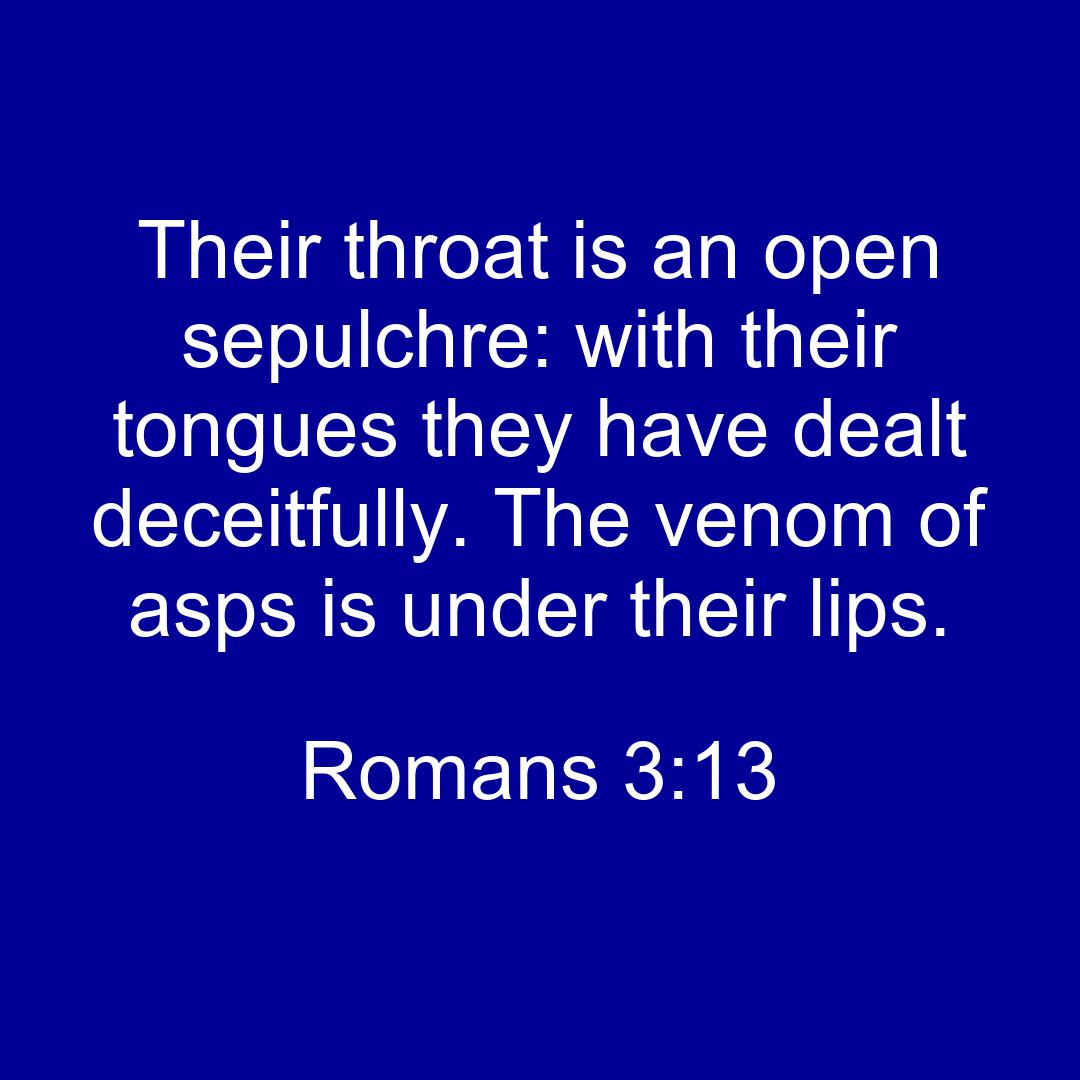 Their throat is an open
sepulchre: with their
tongues they have dealt
deceitfully. The venom of
asps is under their lips.
Romans 3:13